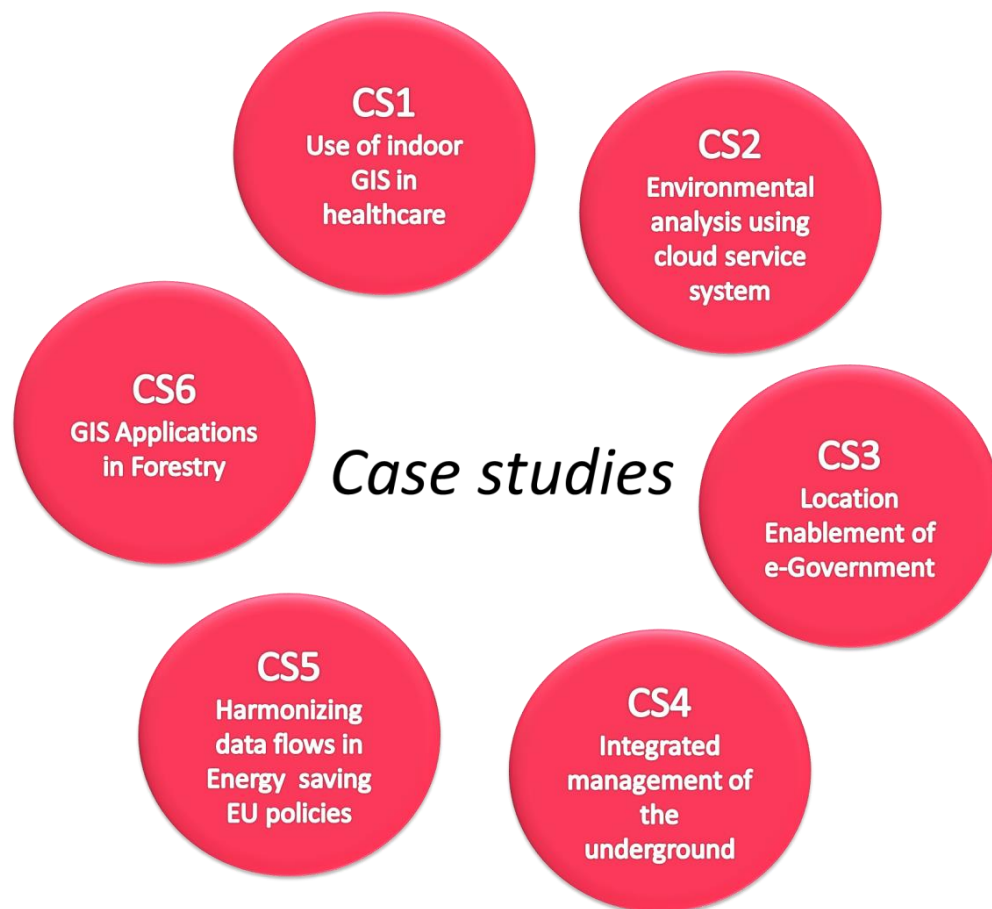 CS1
Use of indoor
GIS in
healthcare
CS2
Environmental
analysis using
cloud service
system
CS3
Location
Enablement of
e-Government
CS4
Integrated
management of
the
underground
CS5
Harmonizing
data flows in
Energy saving
EU policies
CS6
GIS Applications
in Forestry
Case studies